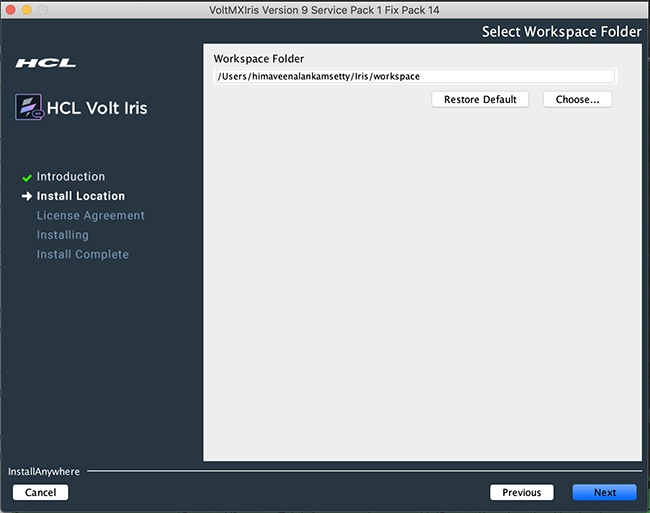 VoltMXIris Version 9 Service Pack 1 Fix Pack 14
Select Workspace Folder
HCL
HCL Volt Iris
Introduction
Install Location
License Agreement
Installing
Install Complete
Workspace Folder
/Users/himaveenalankamsetty/Iris/workspace
Restore Default Choose...
InstallAnywhere
Cancel Previous Next